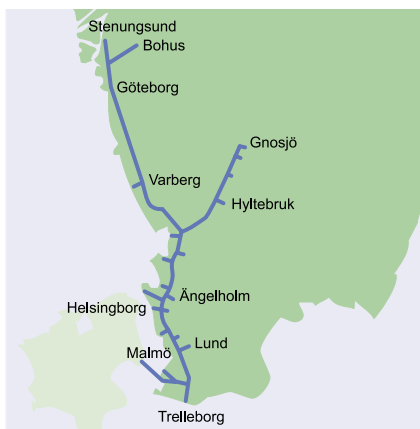 Stenungsund
Bohus
Göteborg
Gnosjö
Varberg
Hyltebruk
Ängelholm
Helsingborg
Lund
Malmö
Trelleborg